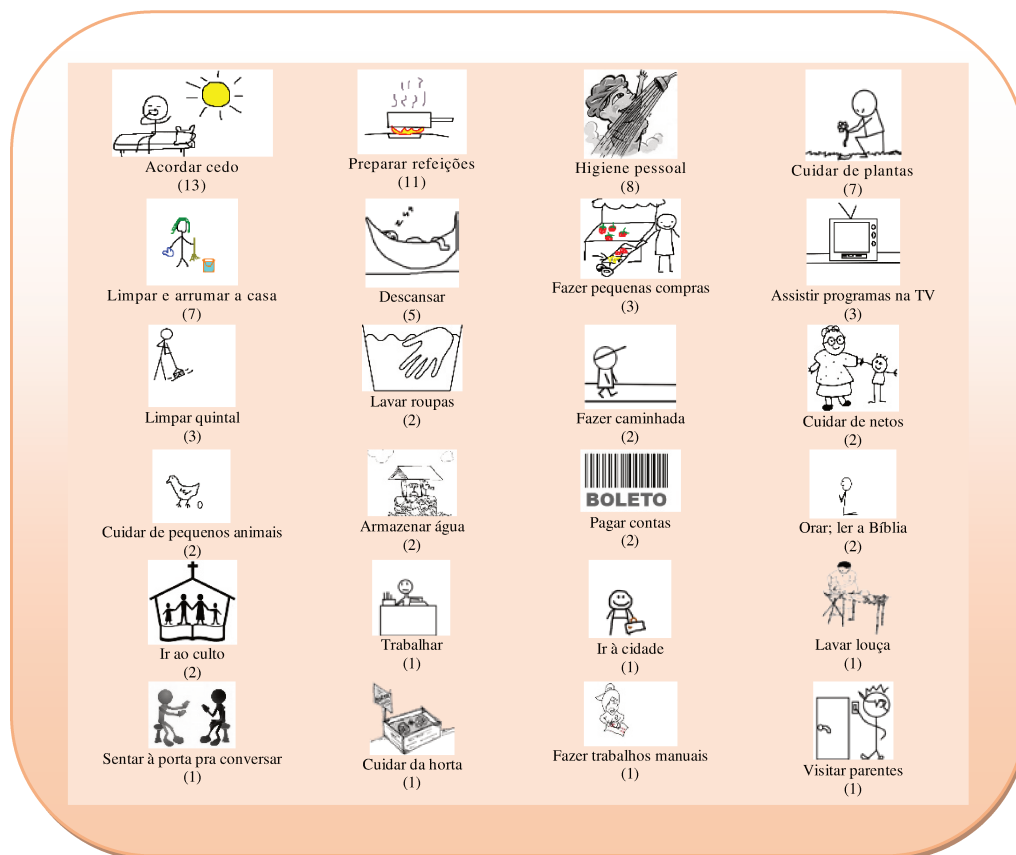 Acordar cedo
(13)
Preparar refeições
(11)
Higiene pessoal
(8)
Cuidar de plantas
(7)
Limpar e arrumar a casa
(7)
Descansar
(5)
Fazer pequenas compras
(3)
Assistir programas na TV
(3)
Limpar quintal
(3)
Lavar roupas
(2)
Fazer caminhada
(2)
Cuidar de netos
(2)
Cuidar de pequenos animais
(2)
Armazenar água
(2)
BOLETO
Pagar contas
(2)
Orar; ler a Bíblia
(2)
Ir ao culto
(2)
Trabalhar
(1)
Ir à cidade
(1)
Lavar louça
(1)
Sentar à porta pra conversar
(1)
Cuidar da horta
(1)
Fazer trabalhos manuais
(1)
Visitar parentes
(1)